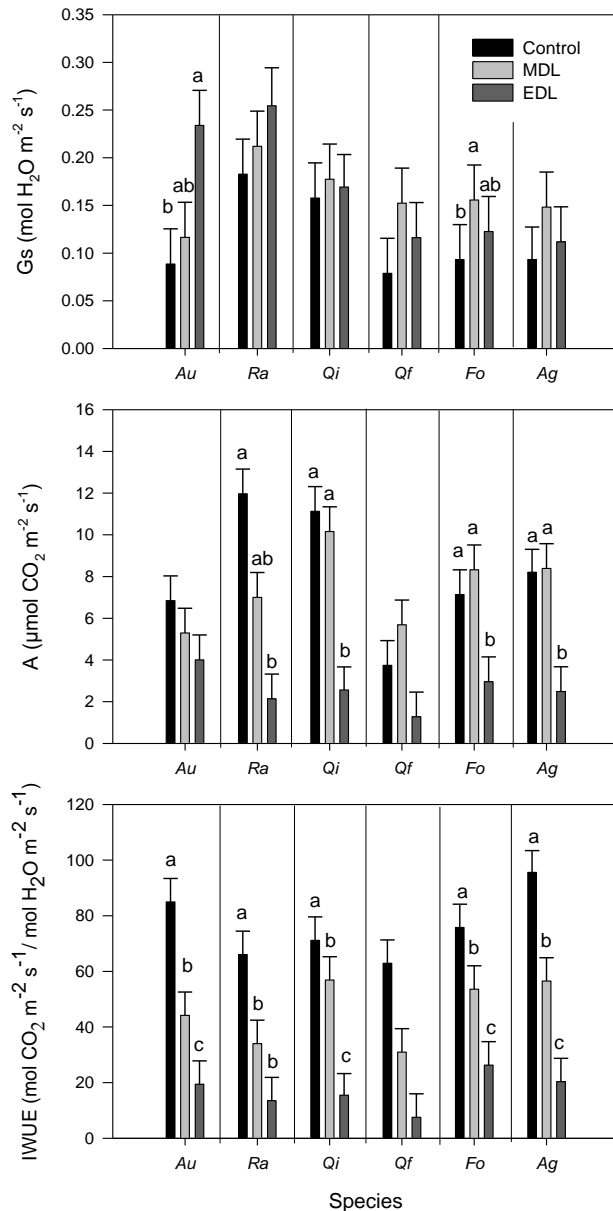 0.35
0.30
0.25
0.20
0.15
0.10
0.05
0.00
Gs (mol H₂O m⁻² s⁻¹)
Control
MDL
EDL
b ab a
b a ab
Au Ra Qi Qf Fo Ag
16
14
12
10
8
6
4
2
0
A (µmol CO₂ m⁻² s⁻¹)
a ab b
a a b
a a b
a a b
Au Ra Qi Qf Fo Ag
120
100
80
60
40
20
0
IWUE (mol CO₂ m⁻² s⁻¹/ mol H₂O m⁻² s⁻¹)
a b c
a b b
a b c
a b c
a b c
Au Ra Qi Qf Fo Ag
Species